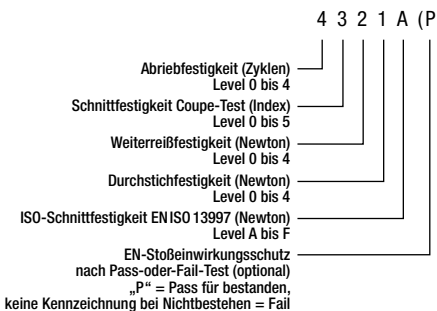 4 3 2 1 A (P
Abriebfestigkeit (Zyklen)
Level 0 bis 4
Schnittfestigkeit Coupe-Test (Index)
Level 0 bis 5
Weiterreißfestigkeit (Newton)
Level 0 bis 4
Durchstichfestigkeit (Newton)
Level 0 bis 4
ISO-Schnittfestigkeit EN ISO 13997 (Newton)
Level A bis F
EN-Stoßeinwirkungsschutz
nach Pass-oder-Fail-Test (optional)
„P“ = Pass für bestanden,
keine Kennzeichnung bei Nichtbestehen = Fail